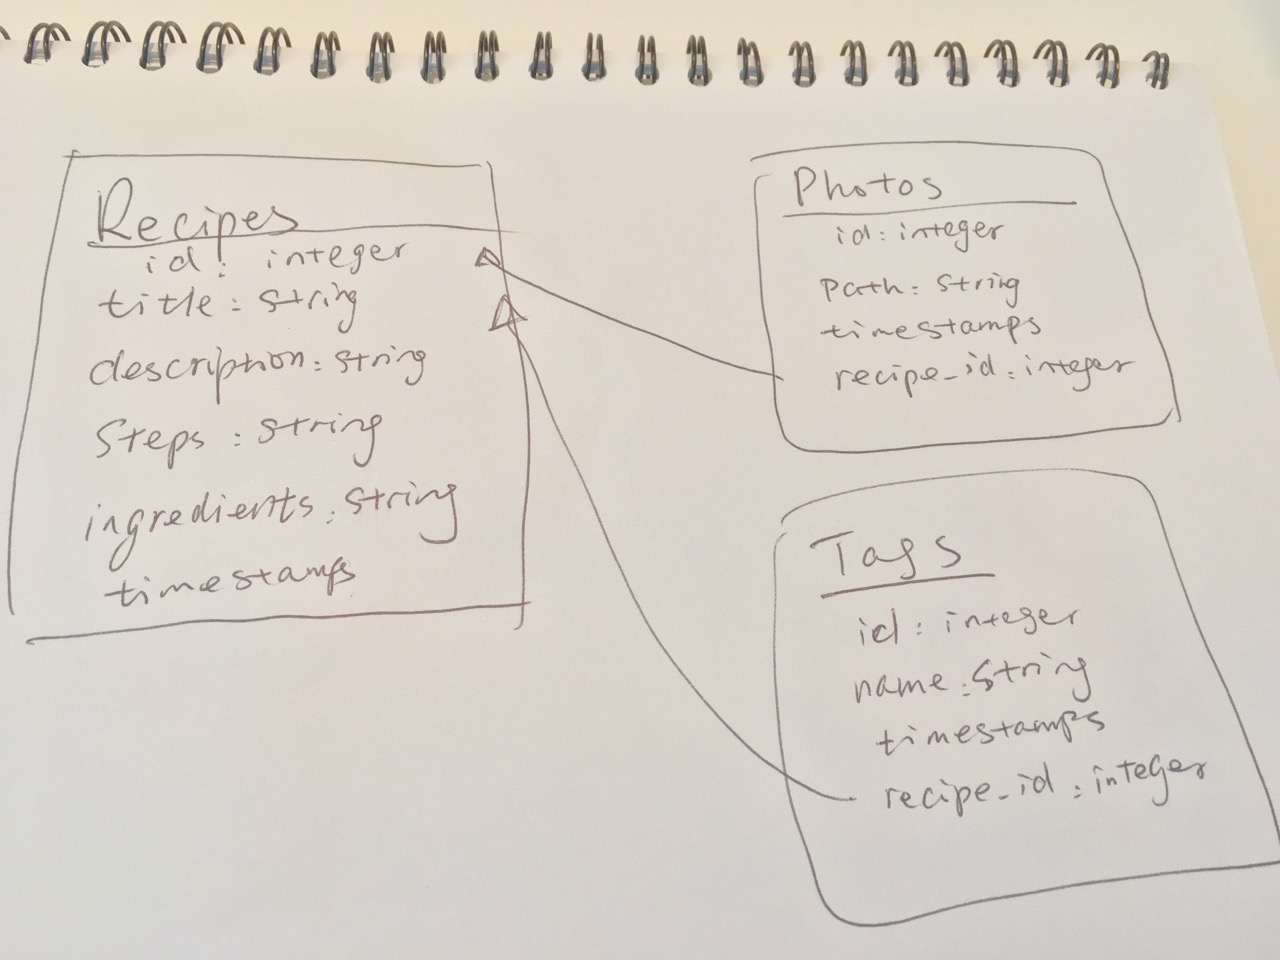 Recipes
id: integer
title: string
description: string
Steps: string
ingredients: string
timestamps
Photos
id: integer
path: string
timestamps
recipe_id: integer
Tags
id: integer
name: string
timestamps
recipe_id: integer